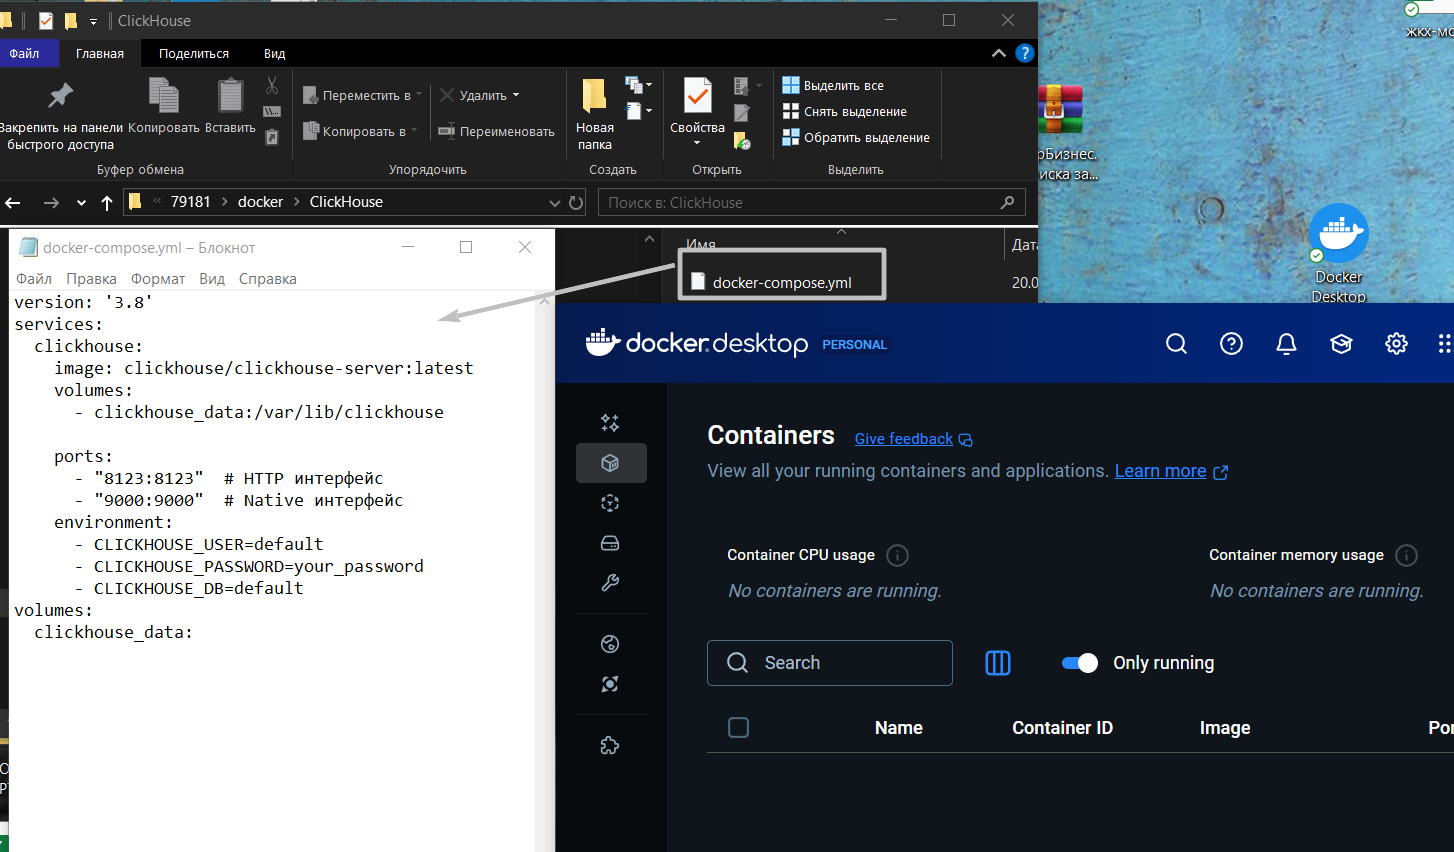 ClickHouse
Файл
Главная
Поделиться
Вид
Закрепить на панели
быстрого доступа
Копировать
Вставить
Переместить в
Копировать в
Удалить
Переименовать
Новая
папка
Свойства
Выделить все
Снять выделение
Обратить выделение
Буфер обмена
Упорядочить
Создать
Открыть
Выделить
79181
docker
ClickHouse
Поиск в: ClickHouse
жкх-мо
рБизнес.
иска за...
Docker
Desktop
Имя
Дата
docker-compose.yml
20.0
docker-compose.yml – Блокнот
Файл Правка Формат Вид Справка
version: '3.8'
services:
clickhouse:
image: clickhouse/clickhouse-server:latest
volumes:
- clickhouse_data:/var/lib/clickhouse
ports:
- "8123:8123" # HTTP интерфейс
- "9000:9000" # Native интерфейс
environment:
- CLICKHOUSE_USER=default
- CLICKHOUSE_PASSWORD=your_password
- CLICKHOUSE_DB=default
volumes:
clickhouse_data:
docker.desktop PERSONAL
Containers Give feedback
View all your running containers and applications. Learn more
Container CPU usage
No containers are running.
Container memory usage
No containers are running.
Search
Only running
Name Container ID Image Por